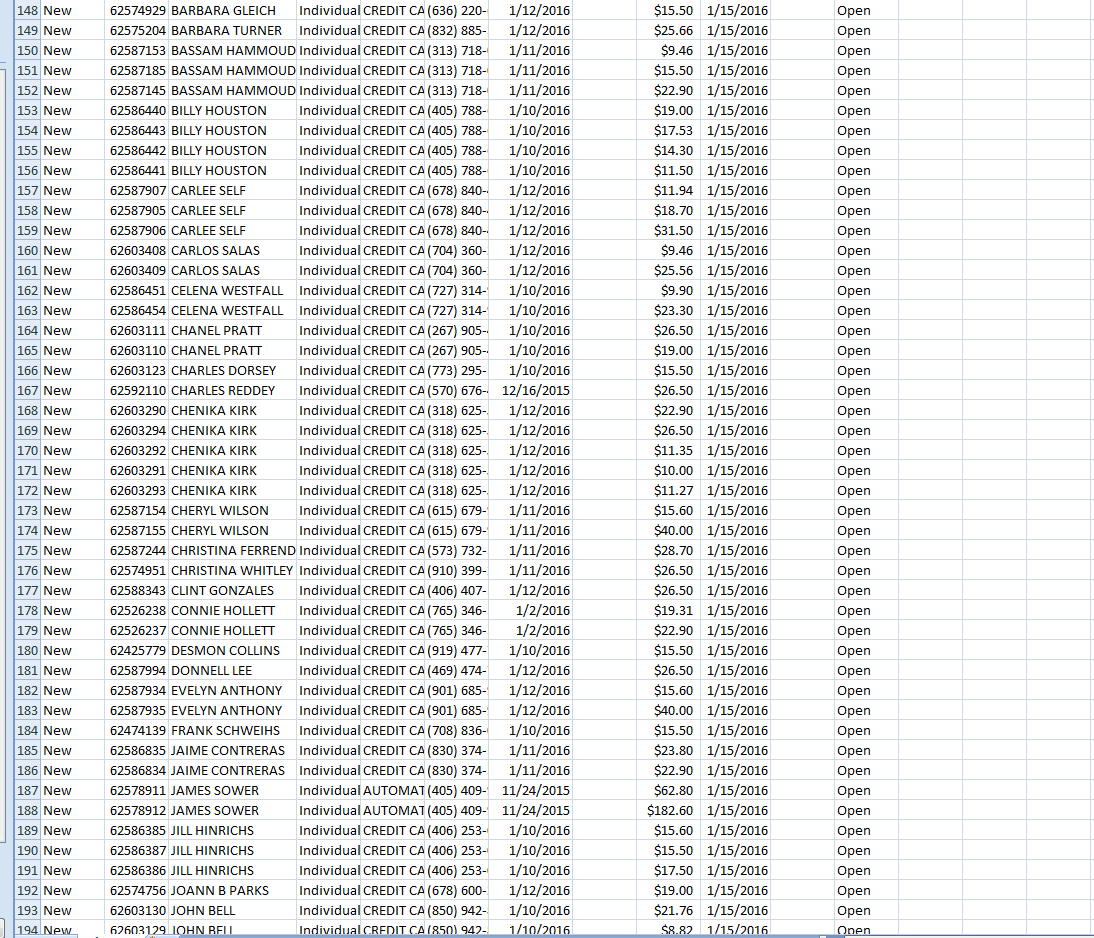 148 New 62574929 BARBARA GLEICH Individual CREDIT CA (636) 220- 1/12/2016 $15.50 1/15/2016 Open
149 New 62575204 BARBARA TURNER Individual CREDIT CA (832) 885- 1/12/2016 $25.66 1/15/2016 Open
150 New 62587153 BASSAM HAMMOUD Individual CREDIT CA (313) 718- 1/11/2016 $9.46 1/15/2016 Open
151 New 62587185 BASSAM HAMMOUD Individual CREDIT CA (313) 718- 1/11/2016 $15.50 1/15/2016 Open
152 New 62587145 BASSAM HAMMOUD Individual CREDIT CA (313) 718- 1/11/2016 $22.90 1/15/2016 Open
153 New 62586440 BILLY HOUSTON Individual CREDIT CA (405) 788- 1/10/2016 $19.00 1/15/2016 Open
154 New 62586443 BILLY HOUSTON Individual CREDIT CA (405) 788- 1/10/2016 $17.53 1/15/2016 Open
155 New 62586442 BILLY HOUSTON Individual CREDIT CA (405) 788- 1/10/2016 $14.30 1/15/2016 Open
156 New 62586441 BILLY HOUSTON Individual CREDIT CA (405) 788- 1/10/2016 $11.50 1/15/2016 Open
157 New 62587907 CARLEE SELF Individual CREDIT CA (678) 840- 1/12/2016 $11.94 1/15/2016 Open
158 New 62587905 CARLEE SELF Individual CREDIT CA (678) 840- 1/12/2016 $18.70 1/15/2016 Open
159 New 62587906 CARLEE SELF Individual CREDIT CA (678) 840- 1/12/2016 $31.50 1/15/2016 Open
160 New 62603408 CARLOS SALAS Individual CREDIT CA (704) 360- 1/12/2016 $9.46 1/15/2016 Open
161 New 62603409 CARLOS SALAS Individual CREDIT CA (704) 360- 1/12/2016 $25.56 1/15/2016 Open
162 New 62586451 CELENA WESTFALL Individual CREDIT CA (727) 314- 1/10/2016 $9.90 1/15/2016 Open
163 New 62586454 CELENA WESTFALL Individual CREDIT CA (727) 314- 1/10/2016 $23.30 1/15/2016 Open
164 New 62603111 CHANEL PRATT Individual CREDIT CA (267) 905- 1/10/2016 $26.50 1/15/2016 Open
165 New 62603110 CHANEL PRATT Individual CREDIT CA (267) 905- 1/10/2016 $19.00 1/15/2016 Open
166 New 62603123 CHARLES DORSEY Individual CREDIT CA (773) 295- 1/10/2016 $15.50 1/15/2016 Open
167 New 62592110 CHARLES REDDEY Individual CREDIT CA (570) 676- 12/16/2015 $26.50 1/15/2016 Open
168 New 62603290 CHENIKA KIRK Individual CREDIT CA (318) 625- 1/12/2016 $22.90 1/15/2016 Open
169 New 62603294 CHENIKA KIRK Individual CREDIT CA (318) 625- 1/12/2016 $26.50 1/15/2016 Open
170 New 62603292 CHENIKA KIRK Individual CREDIT CA (318) 625- 1/12/2016 $11.35 1/15/2016 Open
171 New 62603291 CHENIKA KIRK Individual CREDIT CA (318) 625- 1/12/2016 $10.00 1/15/2016 Open
172 New 62603293 CHENIKA KIRK Individual CREDIT CA (318) 625- 1/12/2016 $11.27 1/15/2016 Open
173 New 62587154 CHERYL WILSON Individual CREDIT CA (615) 679- 1/11/2016 $15.60 1/15/2016 Open
174 New 62587155 CHERYL WILSON Individual CREDIT CA (615) 679- 1/11/2016 $40.00 1/15/2016 Open
175 New 62587244 CHRISTINA FERREND Individual CREDIT CA (573) 732- 1/11/2016 $28.70 1/15/2016 Open
176 New 62574951 CHRISTINA WHITLEY Individual CREDIT CA (910) 399- 1/11/2016 $26.50 1/15/2016 Open
177 New 62588343 CLINT GONZALES Individual CREDIT CA (406) 407- 1/12/2016 $26.50 1/15/2016 Open
178 New 62526238 CONNIE HOLLETT Individual CREDIT CA (765) 346- 1/2/2016 $19.31 1/15/2016 Open
179 New 62526237 CONNIE HOLLETT Individual CREDIT CA (765) 346- 1/2/2016 $22.90 1/15/2016 Open
180 New 62425779 DESMON COLLINS Individual CREDIT CA (919) 477- 1/10/2016 $15.50 1/15/2016 Open
181 New 62587994 DONNELL LEE Individual CREDIT CA (469) 474- 1/12/2016 $26.50 1/15/2016 Open
182 New 62587934 EVELYN ANTHONY Individual CREDIT CA (901) 685- 1/12/2016 $15.60 1/15/2016 Open
183 New 62587935 EVELYN ANTHONY Individual CREDIT CA (901) 685- 1/12/2016 $40.00 1/15/2016 Open
184 New 62474139 FRANK SCHWEIHS Individual CREDIT CA (708) 836- 1/10/2016 $15.50 1/15/2016 Open
185 New 62586835 JAIME CONTRERAS Individual CREDIT CA (830) 374- 1/11/2016 $23.80 1/15/2016 Open
186 New 62586834 JAIME CONTRERAS Individual CREDIT CA (830) 374- 1/11/2016 $22.90 1/15/2016 Open
187 New 62578911 JAMES SOWER Individual AUTOMAT (405) 409- 11/24/2015 $62.80 1/15/2016 Open
188 New 62578912 JAMES SOWER Individual AUTOMAT (405) 409- 11/24/2015 $182.60 1/15/2016 Open
189 New 62586385 JILL HINRICHS Individual CREDIT CA (406) 253- 1/10/2016 $15.60 1/15/2016 Open
190 New 62586387 JILL HINRICHS Individual CREDIT CA (406) 253- 1/10/2016 $15.50 1/15/2016 Open
191 New 62586386 JILL HINRICHS Individual CREDIT CA (406) 253- 1/10/2016 $17.50 1/15/2016 Open
192 New 62574756 JOANN B PARKS Individual CREDIT CA (678) 600- 1/12/2016 $19.00 1/15/2016 Open
193 New 62603130 JOHN BELL Individual CREDIT CA (850) 942- 1/10/2016 $21.76 1/15/2016 Open
194 New 62603129 JOHN BELL Individual CREDIT CA (850) 942- 1/10/2016 $8.82 1/15/2016 Open